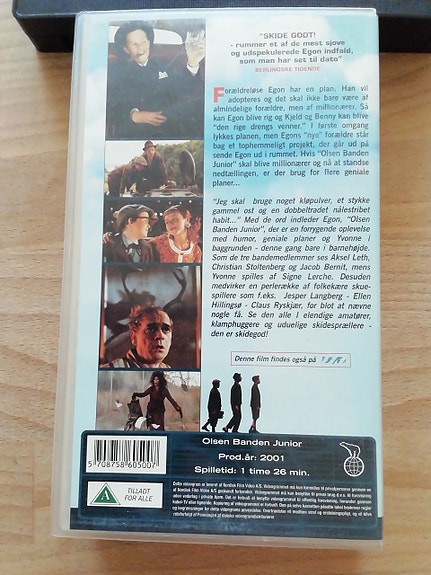 "SKIDE GODT!
- rummer et af de mest sjove
og udspekulerede Egon indfald,
som man har set til dato"
BERLINGSKE TIDENDE
Forældreløse Egon har en plan. Han vil
adopteres og det skal ikke bare være af
almindelige forældre, men af millionærer. Så
kan Egon blive rig og Kjeld og Benny kan blive
"den rige drengs venner." I første omgang
lykkes planen, men Egons "nye" forældre står
bag et tophemmeligt projekt, der går ud på
at sende Egon ud i rummet. Hvis "Olsen Banden
Junior" skal blive millionærer og nå at standse
nedtællingen, er der brug for flere geniale
planer...
"Jeg skal bruge noget kløpulver, et stykke
gammel ost og en dobbeltradet nålestribet
habit..." Med de ord indleder Egon, "Olsen
Banden Junior", der er en forrygende oplevelse
med humor, geniale planer og Yvonne i
baggrunden - denne gang bare i barnehøjde.
Som de tre bandemedlemmer ses Aksel Leth,
Christian Stoltenberg og Jacob Bernit, mens
Yvonne spilles af Signe Lerche. Desuden
medvirker en perlerække af folkekære skue-
spillere som f.eks. Jesper Langberg - Ellen
Hillingsø - Claus Ryskjær, for blot at nævne
nogle få. Se den alle I elendige amatører,
klamphuggere og uduelige skidesprællere -
den er skidegod!
Denne film findes også på
5 708758 605007
A
TILLADT
FOR ALLE
Olsen Banden Junior
Prod.år: 2001
Spilletid: 1 time 26 min.